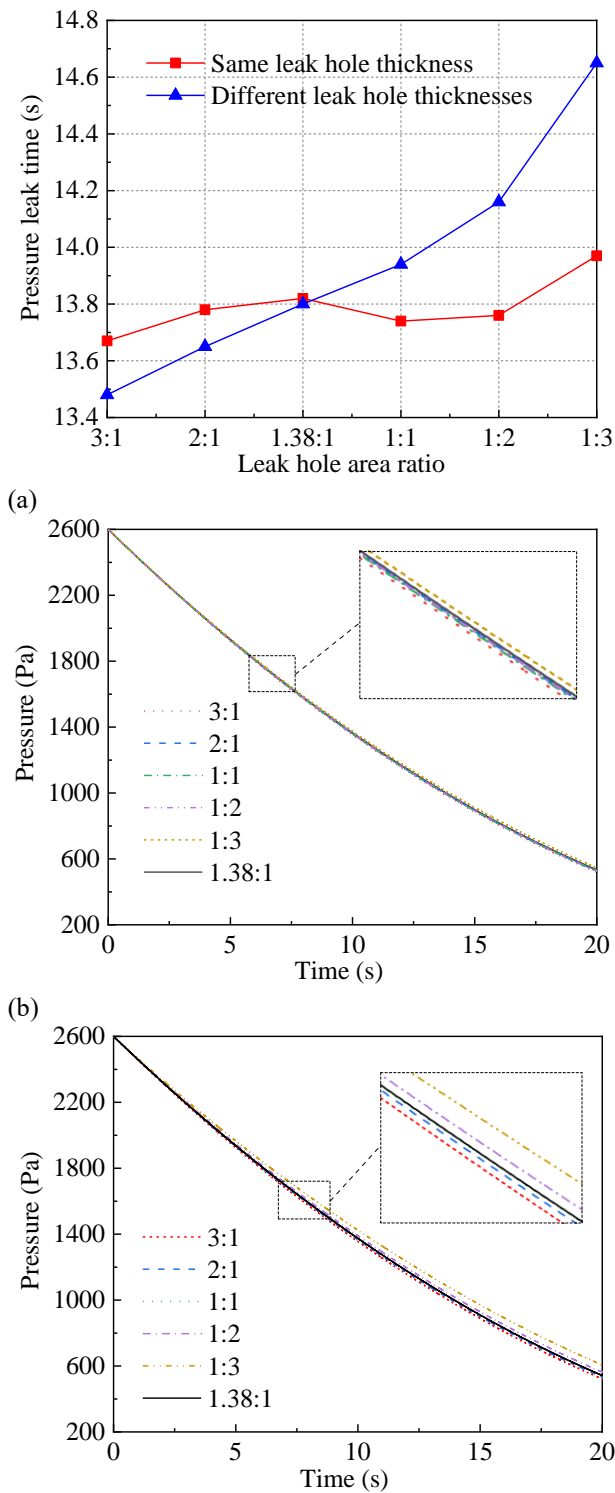 14.8
14.6
14.4
14.2
14.0
13.8
13.6
13.4
Pressure leak time (s)
Same leak hole thickness
Different leak hole thicknesses
3:1 2:1 1.38:1 1:1 1:2 1:3
Leak hole area ratio
(a)
2600
2200
1800
1400
1000
600
200
Pressure (Pa)
3:1
2:1
1:1
1:2
1:3
1.38:1
0 5 10 15 20
Time (s)
(b)
2600
2200
1800
1400
1000
600
200
Pressure (Pa)
3:1
2:1
1:1
1:2
1:3
1.38:1
0 5 10 15 20
Time (s)